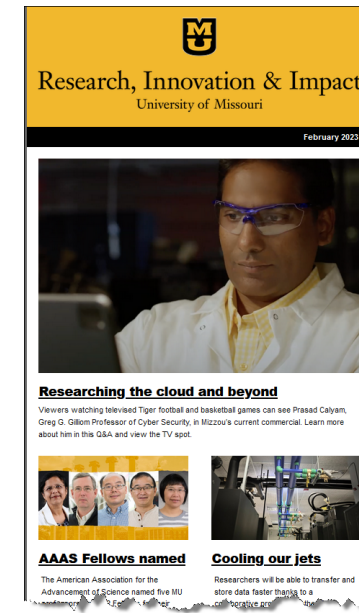 MU
Research, Innovation & Impact
University of Missouri
February 2023
Researching the cloud and beyond
Viewers watching televised Tiger football and basketball games can see Prasad Calyam,
Greg G. Gilliom Professor of Cyber Security, in Mizzou's current commercial. Learn more
about him in this Q&A and view the TV spot.
AAAS Fellows named
The American Association for the
Advancement of Science named five MU
Cooling our jets
Researchers will be able to transfer and
store data faster thanks to a